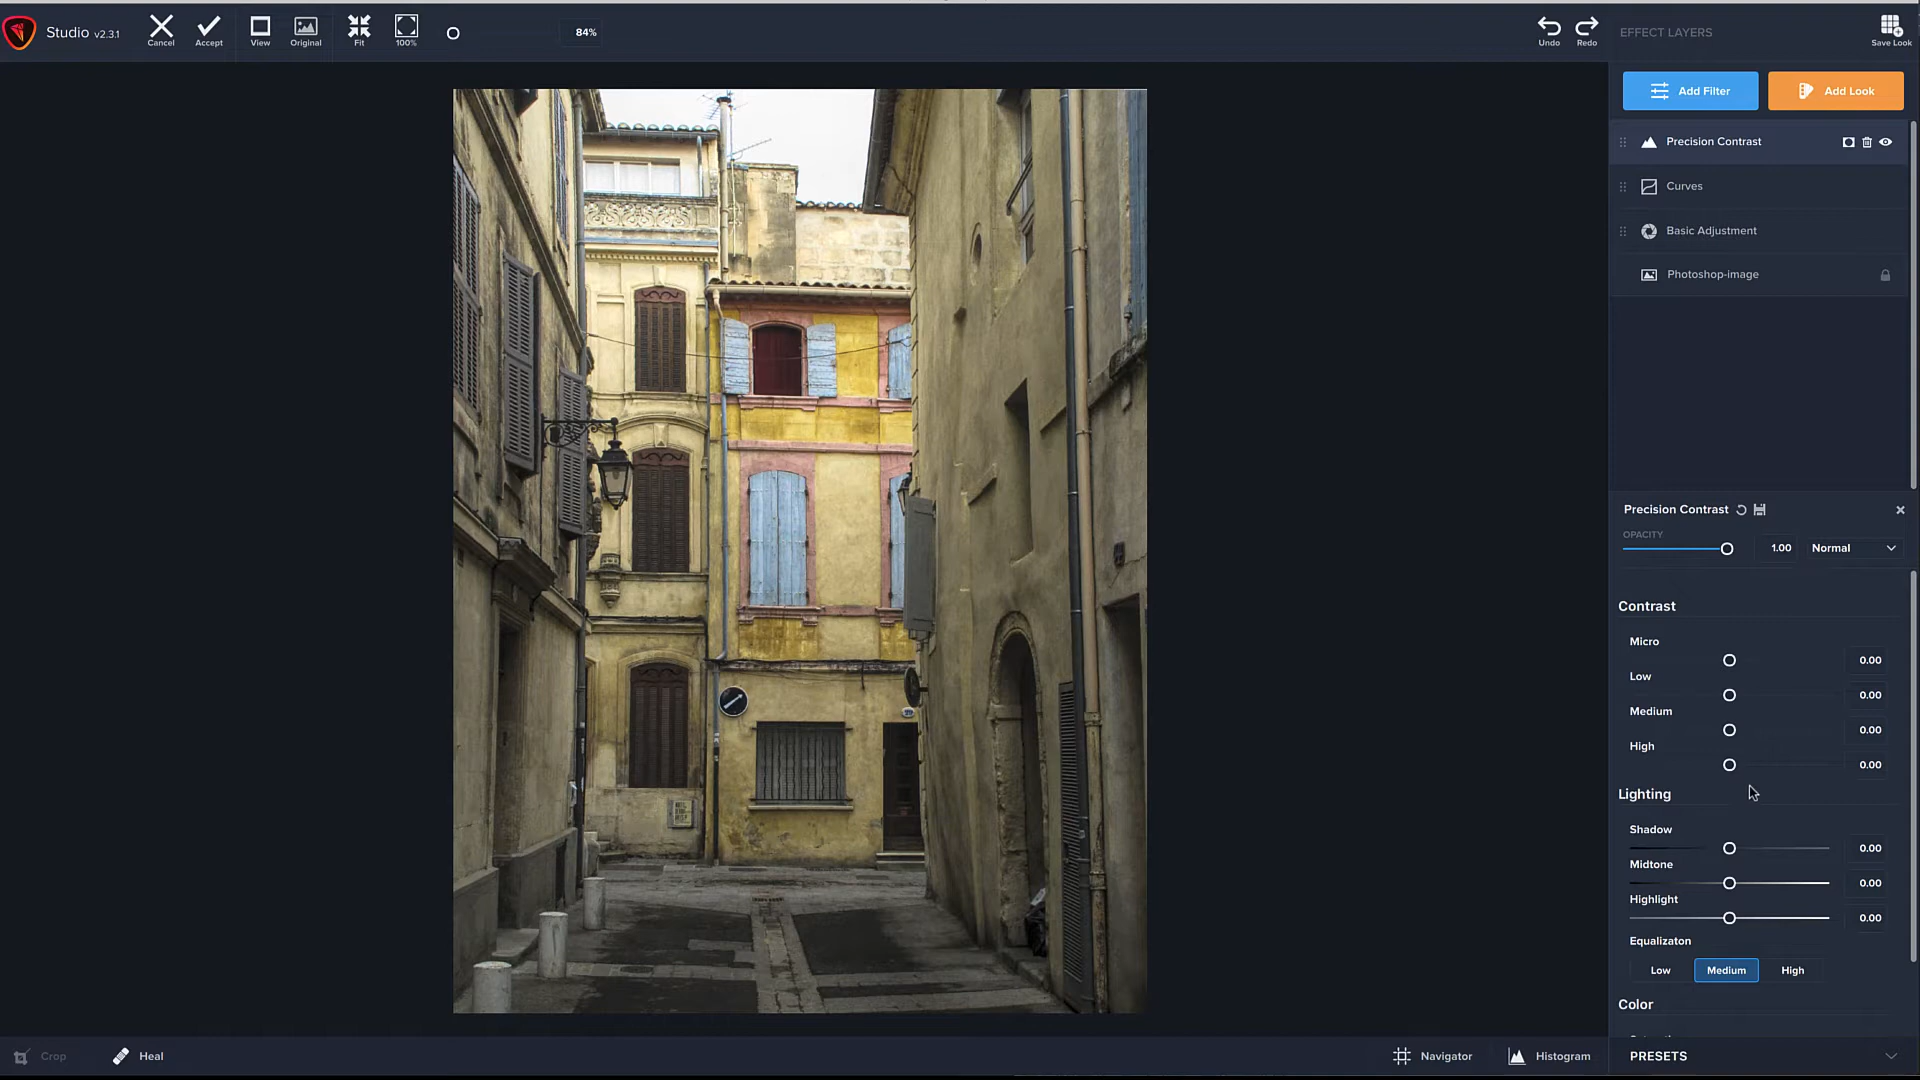 Studio v2.3.1
Cancel
Accept
View
Original
Fit
100%
84%
Undo
Redo
EFFECT LAYERS
Save Look
Add Filter
Add Look
Precision Contrast
Curves
Basic Adjustment
Photoshop-image
Precision Contrast
OPACITY
1.00
Normal
Contrast
Micro
0.00
Low
0.00
Medium
0.00
High
0.00
Lighting
Shadow
0.00
Midtone
0.00
Highlight
0.00
Equalizaton
Low
Medium
High
Color
Crop
Heal
Navigator
Histogram
PRESETS